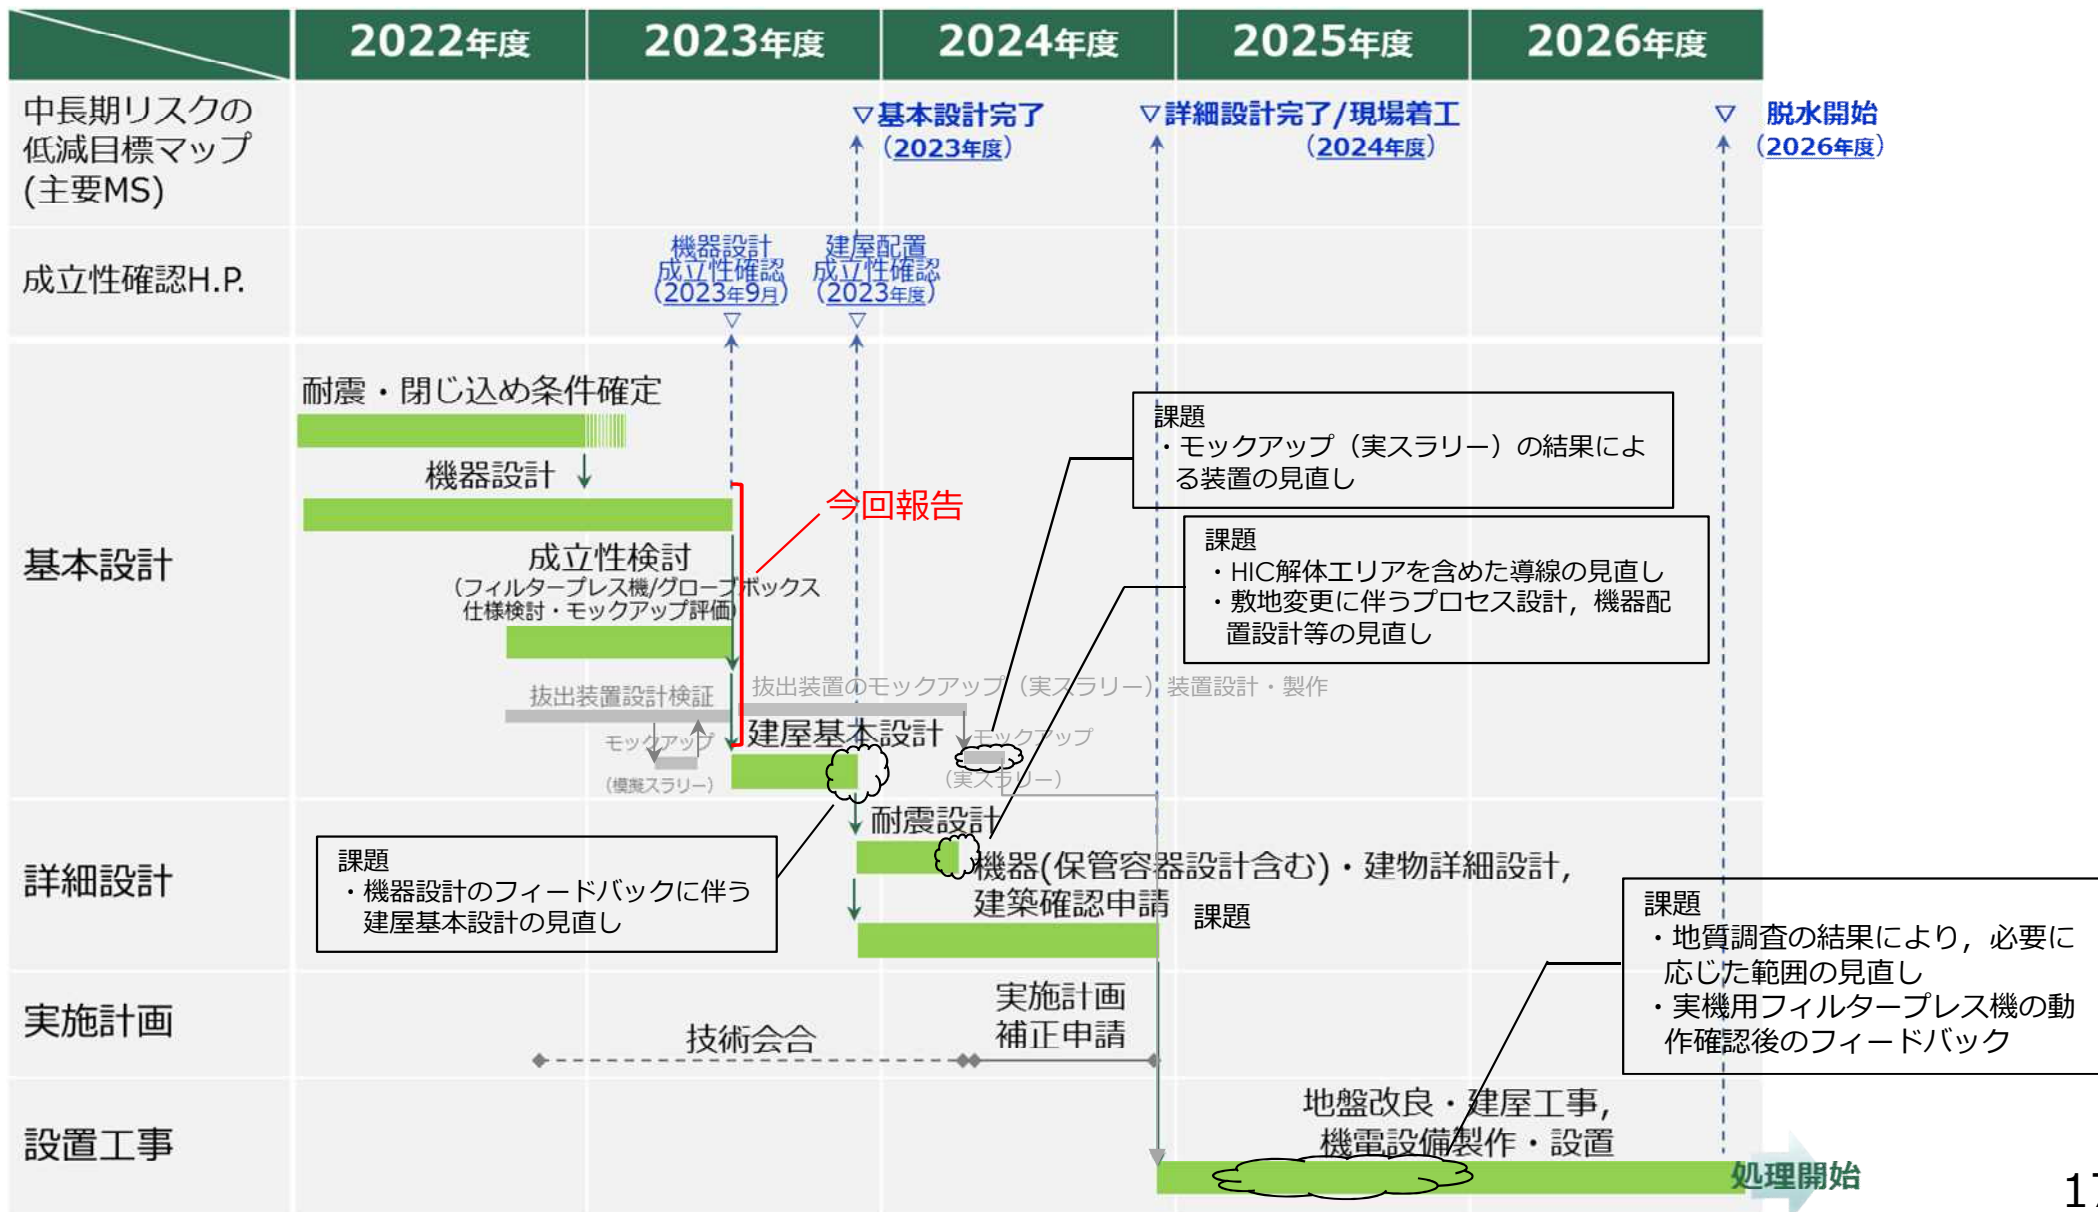 2022年度
2023年度
2024年度
2025年度
2026年度
中長期リスクの
低減目標マップ
(主要MS)
▽基本設計完了
（2023年度）
▽詳細設計完了/現場着工
（2024年度）
▽ 脱水開始
（2026年度）
成立性確認H.P.
機器設計
成立性確認
（2023年9月）
▽
建屋配置
成立性確認
（2023年度）
▽
基本設計
耐震・閉じ込め条件確定
機器設計
今回報告
成立性検討
（フィルタープレス機/グローブボックス
仕様検討・モックアップ評価）
抜出装置設計検証
モックアップ
（模擬スラリー）
抜出装置のモックアップ（実スラリー）装置設計・製作
建屋基本設計
モックアップ
（実スラリー）
課題
・モックアップ（実スラリー）の結果によ
る装置の見直し
課題
・HIC解体エリアを含めた導線の見直し
・敷地変更に伴うプロセス設計，機器配
置設計等の見直し
詳細設計
課題
・機器設計のフィードバックに伴う
建屋基本設計の見直し
耐震設計
機器(保管容器設計含む)・建物詳細設計，
建築確認申請
課題
課題
・地質調査の結果により，必要に
応じた範囲の見直し
・実機用フィルタープレス機の動
作確認後のフィードバック
実施計画
技術会合
実施計画
補正申請
設置工事
地盤改良・建屋工事，
機電設備製作・設置
処理開始
17